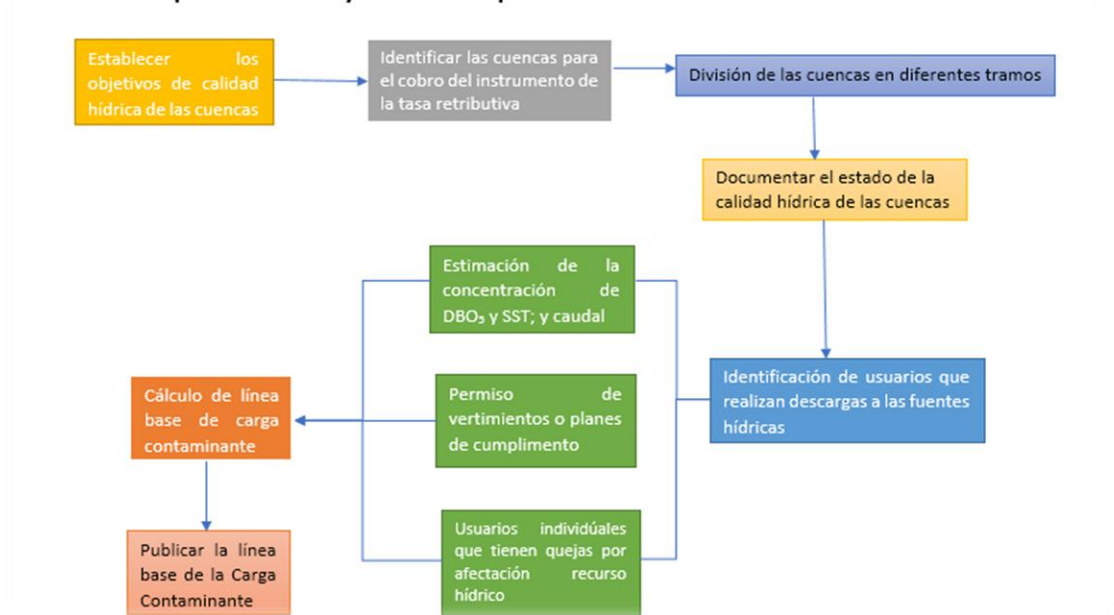 Establecer los
objetivos de calidad
hídrica de las cuencas
Identificar las cuencas para
el cobro del instrumento de
la tasa retributiva
División de las cuencas en diferentes tramos
Documentar el estado de la
calidad hídrica de las cuencas
Identificación de usuarios que
realizan descargas a las fuentes
hídricas
Estimación de la
concentración de
DBO₅ y SST; y caudal
Permiso de
vertimientos o planes
de cumplimento
Usuarios individúales
que tienen quejas por
afectación recurso
hídrico
Cálculo de línea
base de carga
contaminante
Publicar la línea
base de la Carga
Contaminante